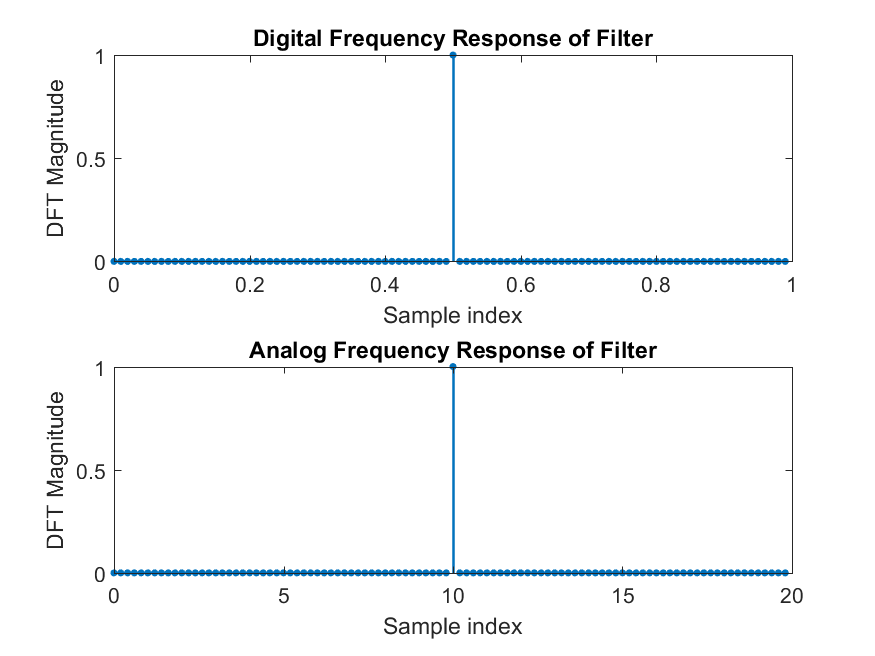 Digital Frequency Response of Filter
1
0.5
0
DFT Magnitude
0 0.2 0.4 0.6 0.8 1
Sample index
Analog Frequency Response of Filter
1
0.5
0
DFT Magnitude
0 5 10 15 20
Sample index